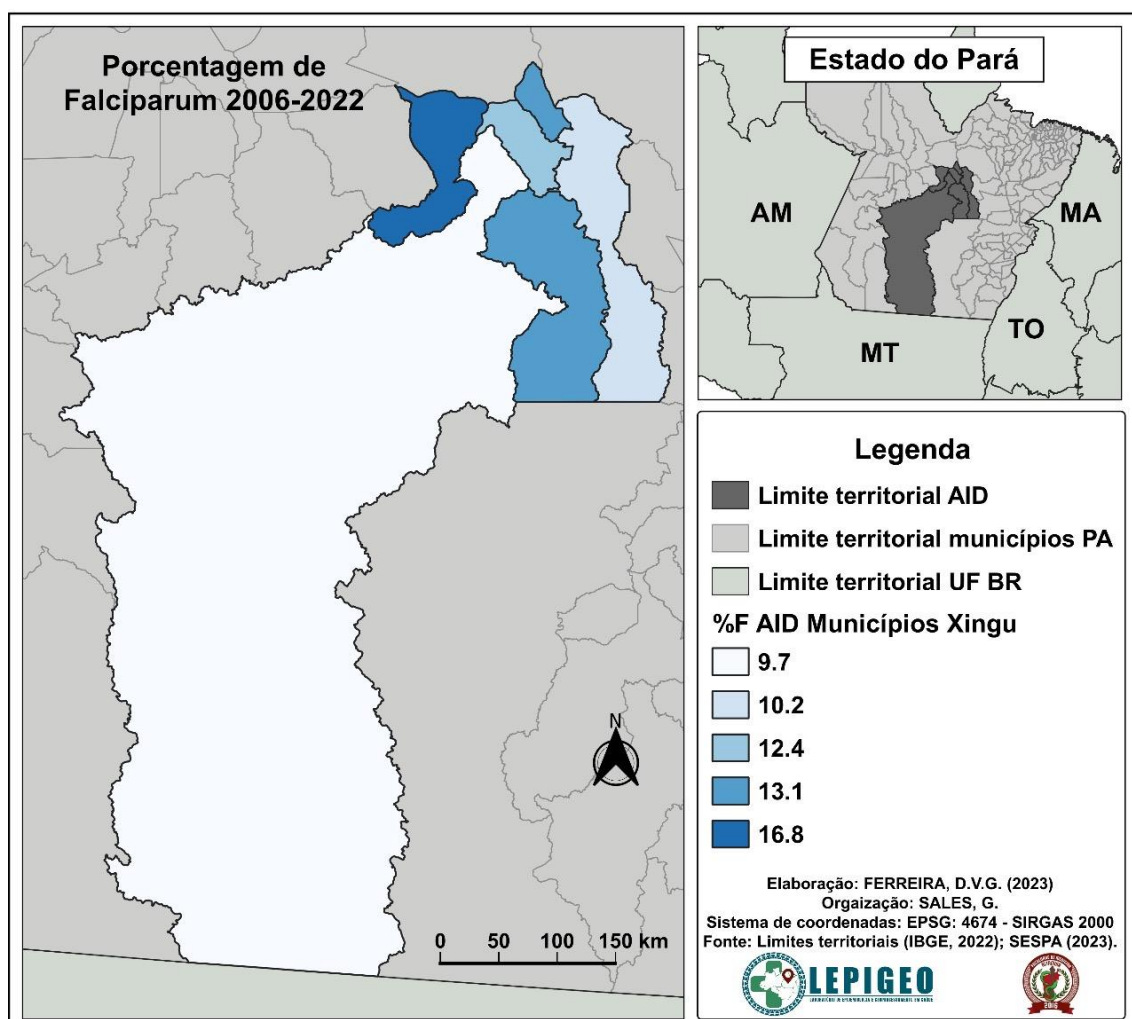 Porcentagem de
Falciparum 2006-2022
N
0 50 100 150 km
Estado do Pará
AM
MA
TO
MT
Legenda
Limite territorial AID
Limite territorial municípios PA
Limite territorial UF BR
%F AID Municípios Xingu
9.7
10.2
12.4
13.1
16.8
Elaboração: FERREIRA, D.V.G. (2023)
Orgaização: SALES, G.
Sistema de coordenadas: EPSG: 4674 - SIRGAS 2000
Fonte: Limites territoriais (IBGE, 2022); SESPA (2023).
LEPIGEO